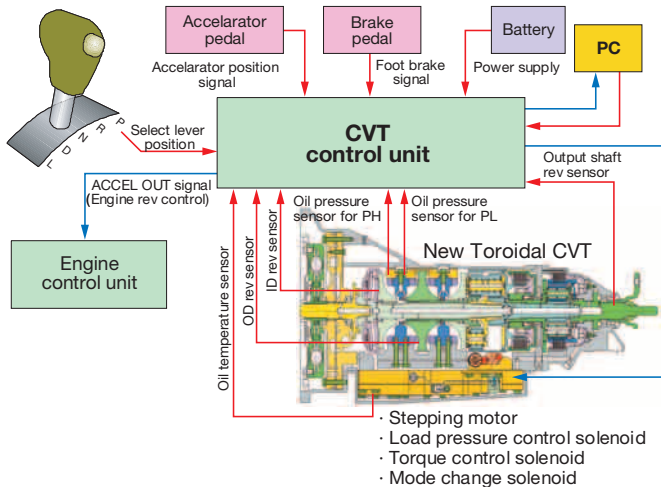 Accelarator
pedal
Brake
pedal
Battery
PC
Accelarator position
signal
Foot brake
signal
Power supply
P
R
N
D
L
Select lever
position
CVT
control unit
Output shaft
rev sensor
ACCEL OUT signal
(Engine rev control)
Oil pressure
sensor for PH
Oil pressure
sensor for PL
Engine
control unit
Oil temperature sensor
OD rev sensor
ID rev sensor
New Toroidal CVT
· Stepping motor
· Load pressure control solenoid
· Torque control solenoid
· Mode change solenoid